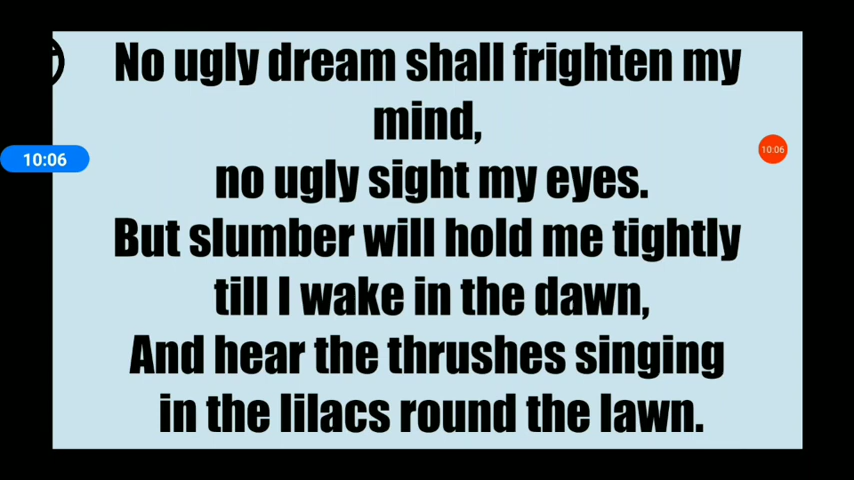 No ugly dream shall frighten my
mind,
no ugly sight my eyes.
But slumber will hold me tightly
till I wake in the dawn,
And hear the thrushes singing
in the lilacs round the lawn.
10:06
10:06